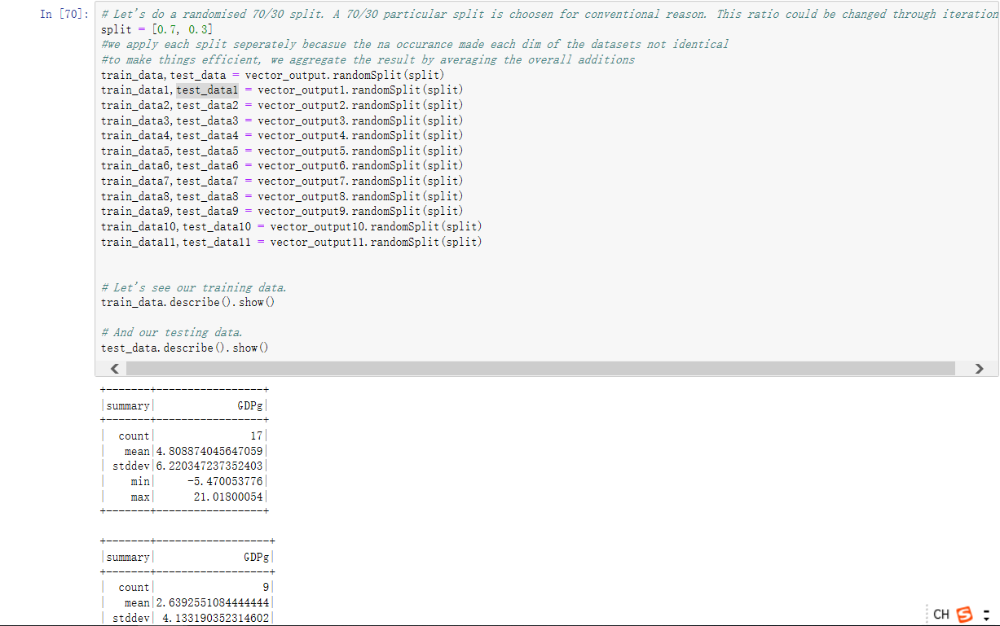 In [70]:
# Let's do a randomised 70/30 split. A 70/30 particular split is choosen for conventional reason. This ratio could be changed through iteration
split = [0.7, 0.3]
#we apply each split seperately becasue the na occurance made each dim of the datasets not identical
#to make things efficient, we aggregate the result by averaging the overall additions
train_data,test_data = vector_output.randomSplit(split)
train_data1,test_data1 = vector_output1.randomSplit(split)
train_data2,test_data2 = vector_output2.randomSplit(split)
train_data3,test_data3 = vector_output3.randomSplit(split)
train_data4,test_data4 = vector_output4.randomSplit(split)
train_data5,test_data5 = vector_output5.randomSplit(split)
train_data6,test_data6 = vector_output6.randomSplit(split)
train_data7,test_data7 = vector_output7.randomSplit(split)
train_data8,test_data8 = vector_output8.randomSplit(split)
train_data9,test_data9 = vector_output9.randomSplit(split)
train_data10,test_data10 = vector_output10.randomSplit(split)
train_data11,test_data11 = vector_output11.randomSplit(split)
# Let's see our training data.
train_data.describe().show()
# And our testing data.
test_data.describe().show()
+-------+-----------------+
|summary|             GDPg|
+-------+-----------------+
|  count|               17|
|   mean|4.808874045647059|
| stddev|6.220347237352403|
|    min|     -5.470053776|
|    max|      21.01800054|
+-------+-----------------+
+-------+------------------+
|summary|              GDPg|
+-------+------------------+
|  count|                 9|
|   mean|2.6392551084444444|
| stddev| 4.133190352314602|
CH S